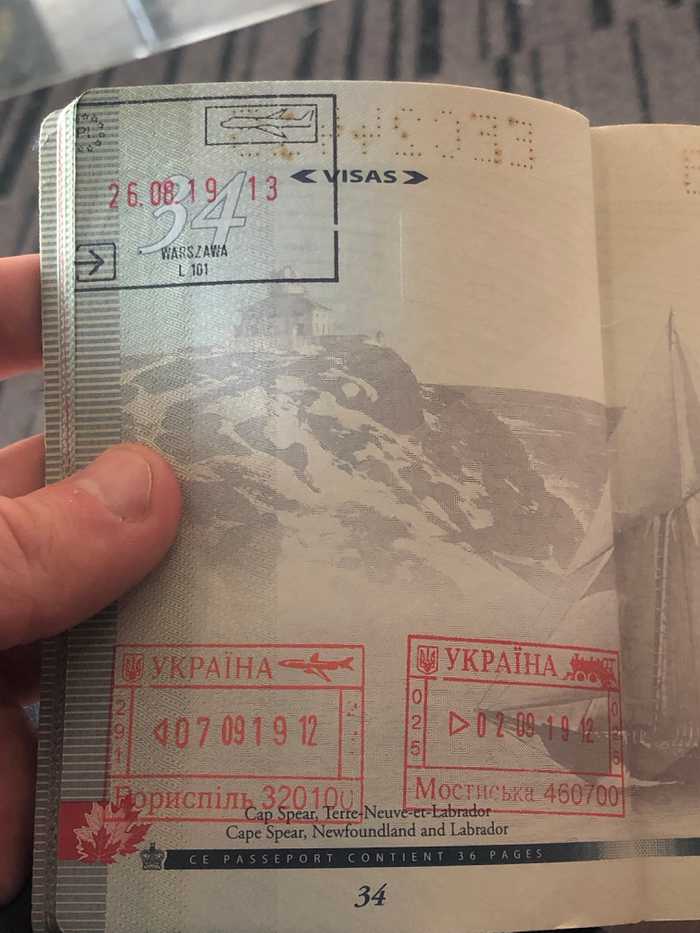 26.08.19 13
VISAS
34
WARSZAWA
L 101
УКРАЇНА
291
07 09 19 12
Бориспіль 320100
УКРАЇНА
025
02 09 19 12
Мостиська 460700
Cap Spear, Terre-Neuve-et-Labrador
Cape Spear, Newfoundland and Labrador
CE PASSEPORT CONTIENT 36 PAGES
34